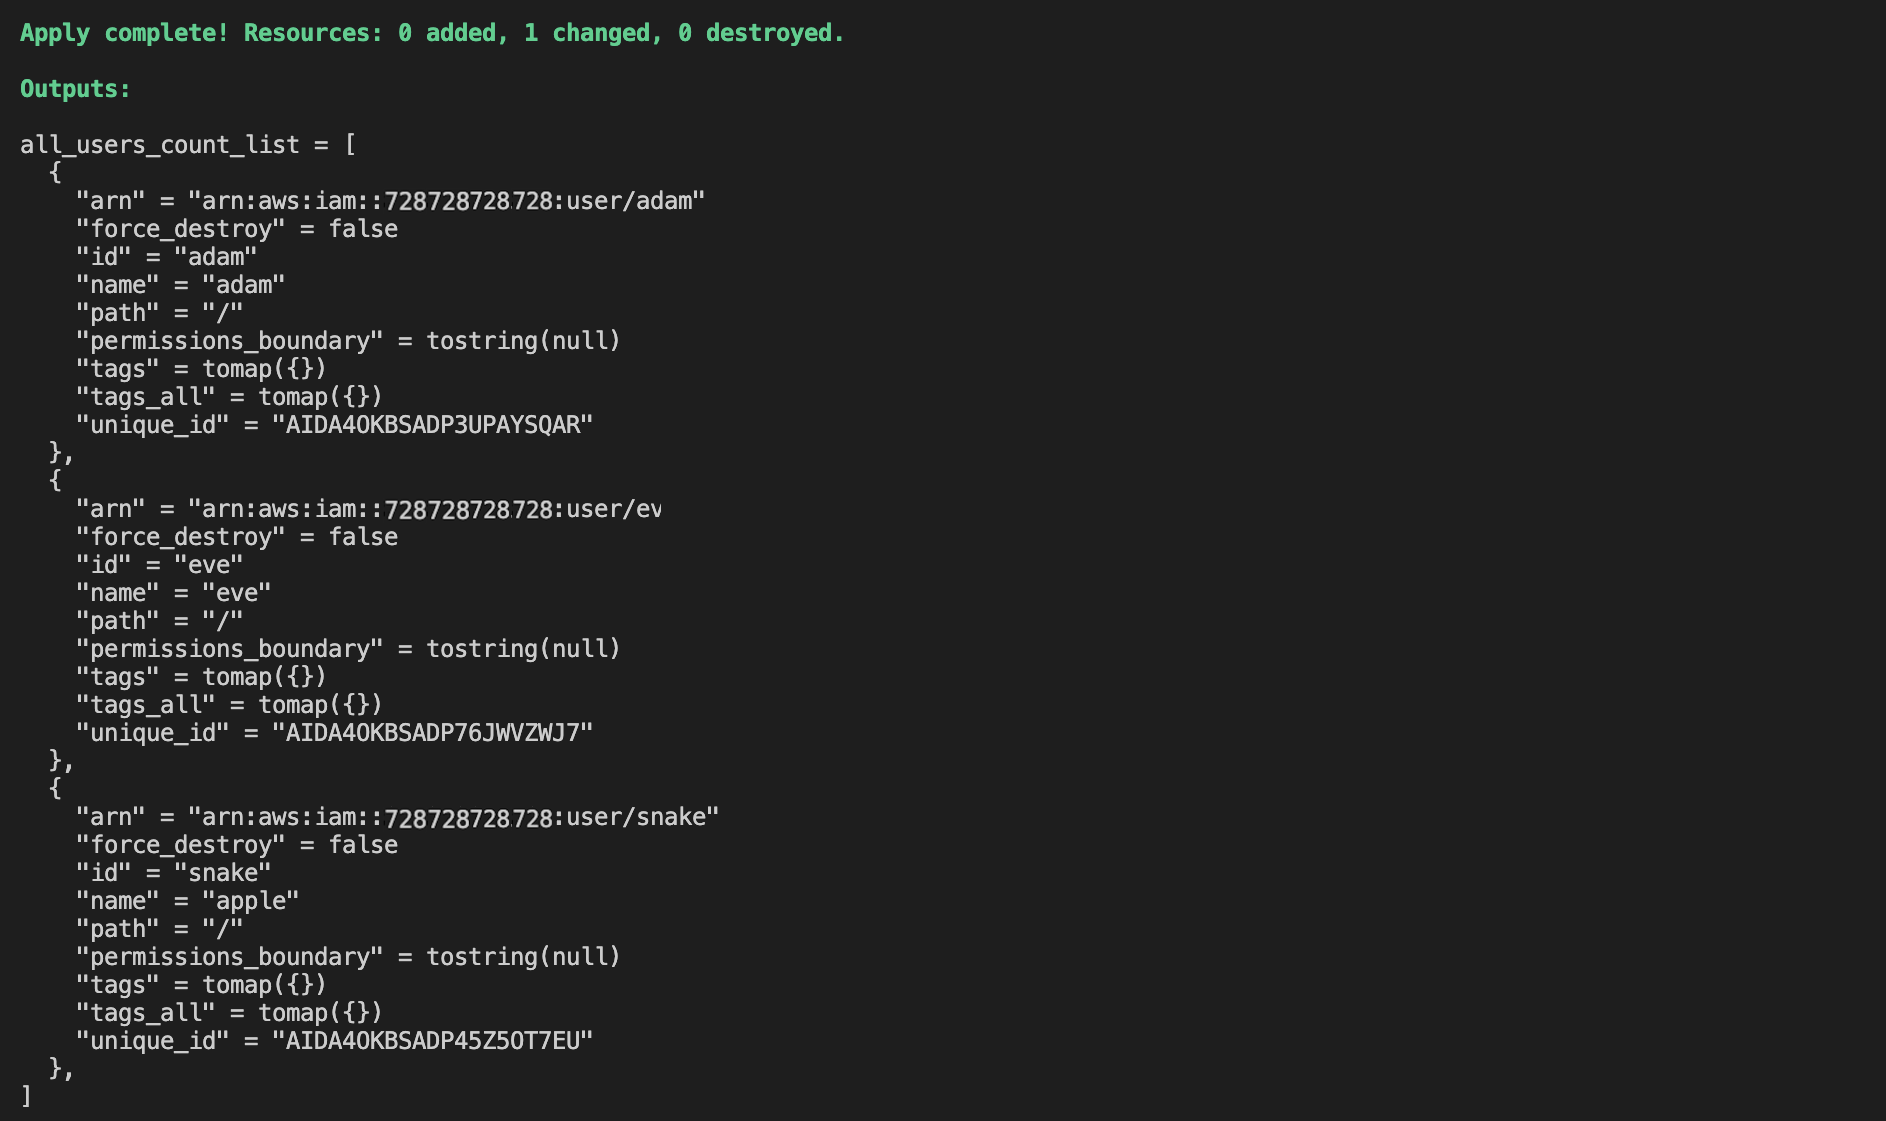 Apply complete! Resources: 0 added, 1 changed, 0 destroyed.
Outputs:
all_users_count_list = [
  {
    "arn" = "arn:aws:iam::728728728728:user/adam"
    "force_destroy" = false
    "id" = "adam"
    "name" = "adam"
    "path" = "/"
    "permissions_boundary" = tostring(null)
    "tags" = tomap({})
    "tags_all" = tomap({})
    "unique_id" = "AIDA4OKBSADP3UPAYSQAR"
  },
  {
    "arn" = "arn:aws:iam::728728728728:user/ev
    "force_destroy" = false
    "id" = "eve"
    "name" = "eve"
    "path" = "/"
    "permissions_boundary" = tostring(null)
    "tags" = tomap({})
    "tags_all" = tomap({})
    "unique_id" = "AIDA4OKBSADP76JWVZWJ7"
  },
  {
    "arn" = "arn:aws:iam::728728728728:user/snake"
    "force_destroy" = false
    "id" = "snake"
    "name" = "apple"
    "path" = "/"
    "permissions_boundary" = tostring(null)
    "tags" = tomap({})
    "tags_all" = tomap({})
    "unique_id" = "AIDA4OKBSADP45Z5OT7EU"
  },
]